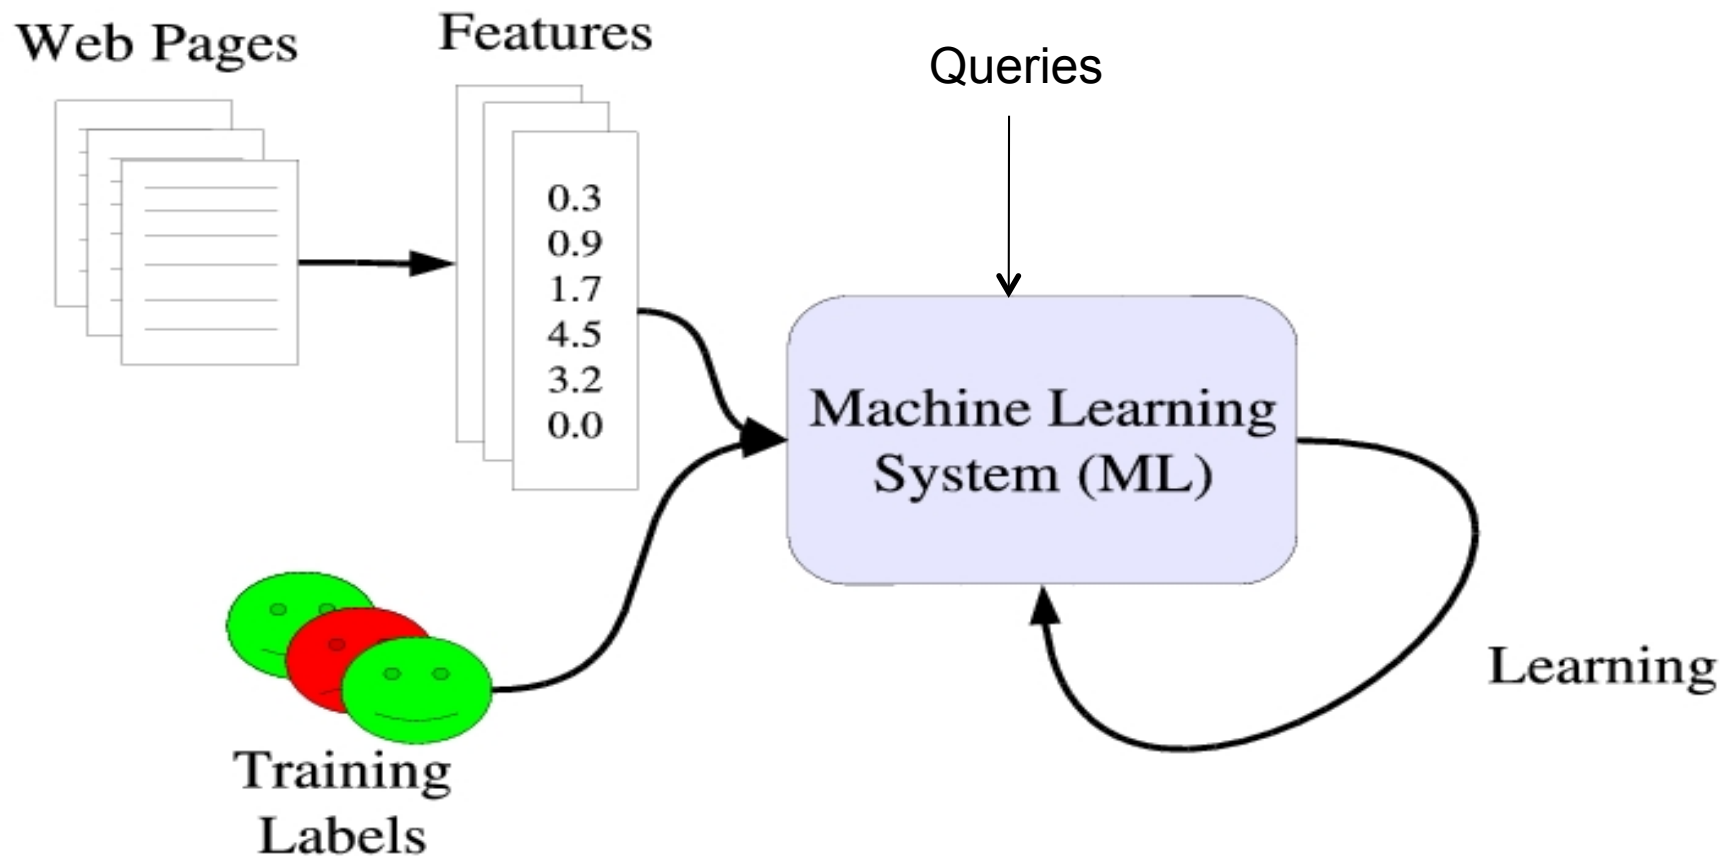 Web Pages
Features
Queries
0.3
0.9
1.7
4.5
3.2
0.0
Machine Learning
System (ML)
Learning
Training
Labels